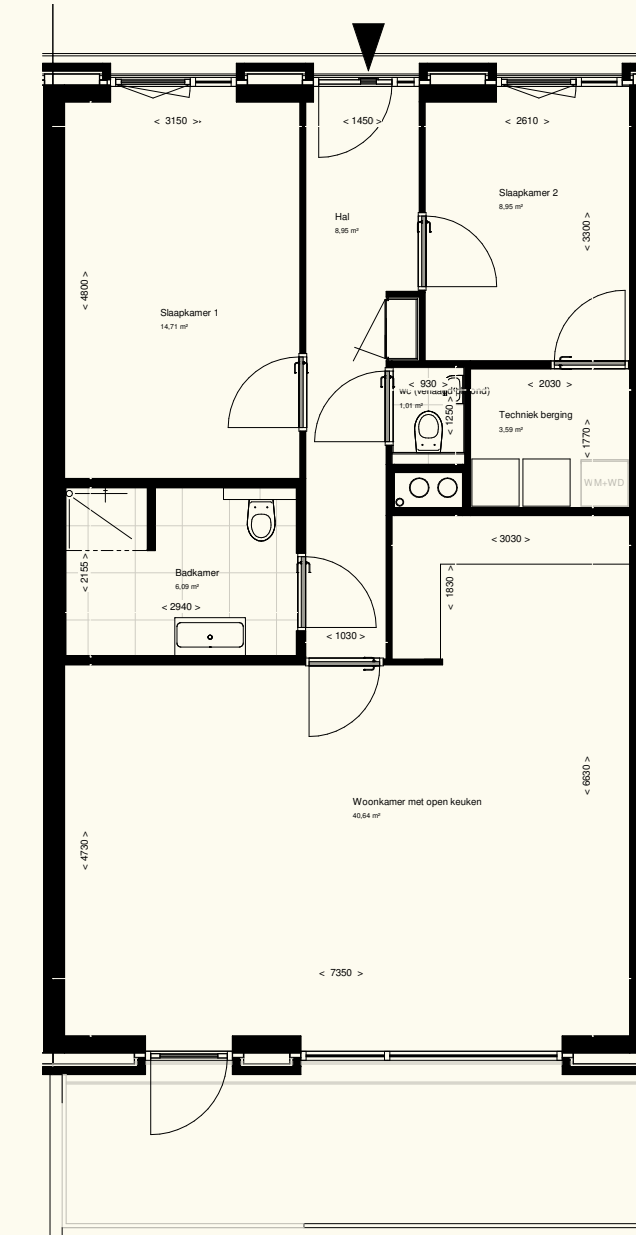 < 3150 >
< 1450 >
< 2610 >
Slaapkamer 2
8,95 m²
Hal
8,95 m²
< 3300 >
< 4800 >
Slaapkamer 1
14,71 m²
< 930 >
< 2030 >
wc (verlaagd
1,01 m²
< 1250 >
Techniek berging
3,59 m²
< 1770 >
WM+WD
< 3030 >
Badkamer
6,09 m²
< 2155 >
< 1830 >
< 2940 >
< 1030 >
< 6630 >
Woonkamer met open keuken
40,64 m²
< 4730 >
< 7350 >